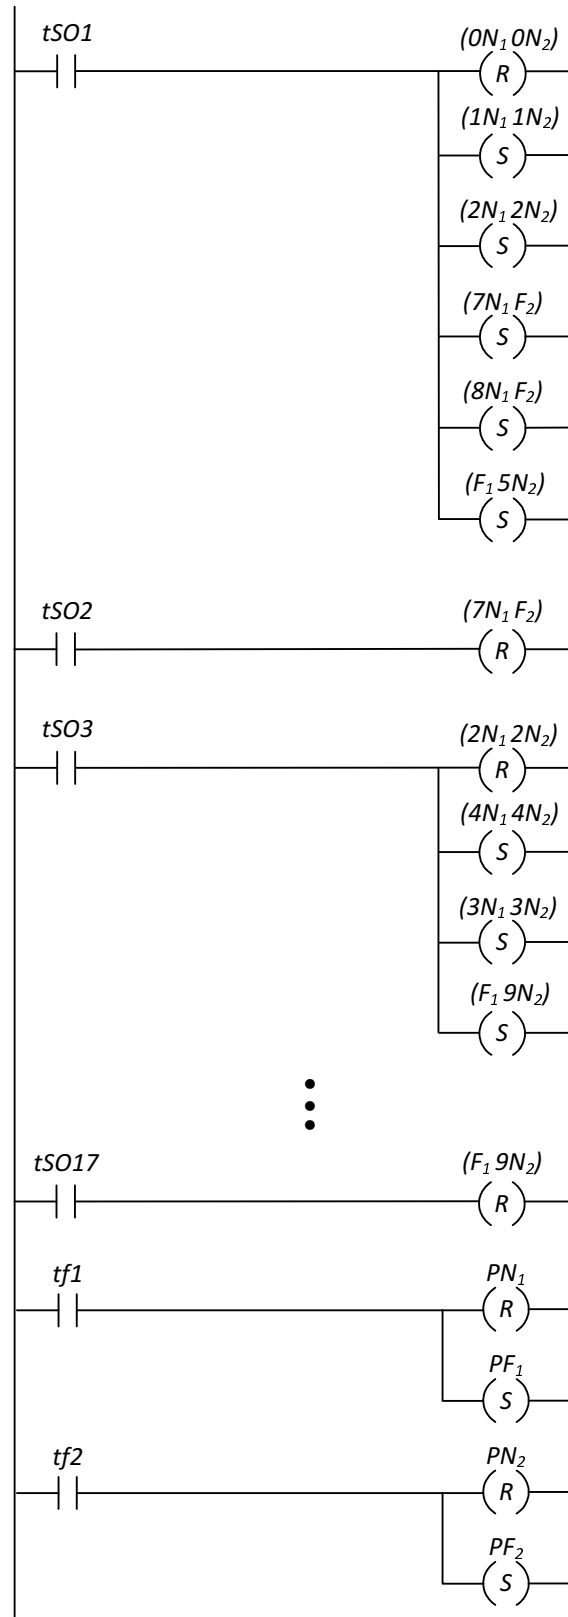 tSO1
(0N₁ 0N₂)
R
(1N₁ 1N₂)
S
(2N₁ 2N₂)
S
(7N₁ F₂)
S
(8N₁ F₂)
S
(F₁ 5N₂)
S
tSO2
(7N₁ F₂)
R
tSO3
(2N₁ 2N₂)
R
(4N₁ 4N₂)
S
(3N₁ 3N₂)
S
(F₁ 9N₂)
S
tSO17
(F₁ 9N₂)
R
tf1
PN₁
R
PF₁
S
tf2
PN₂
R
PF₂
S